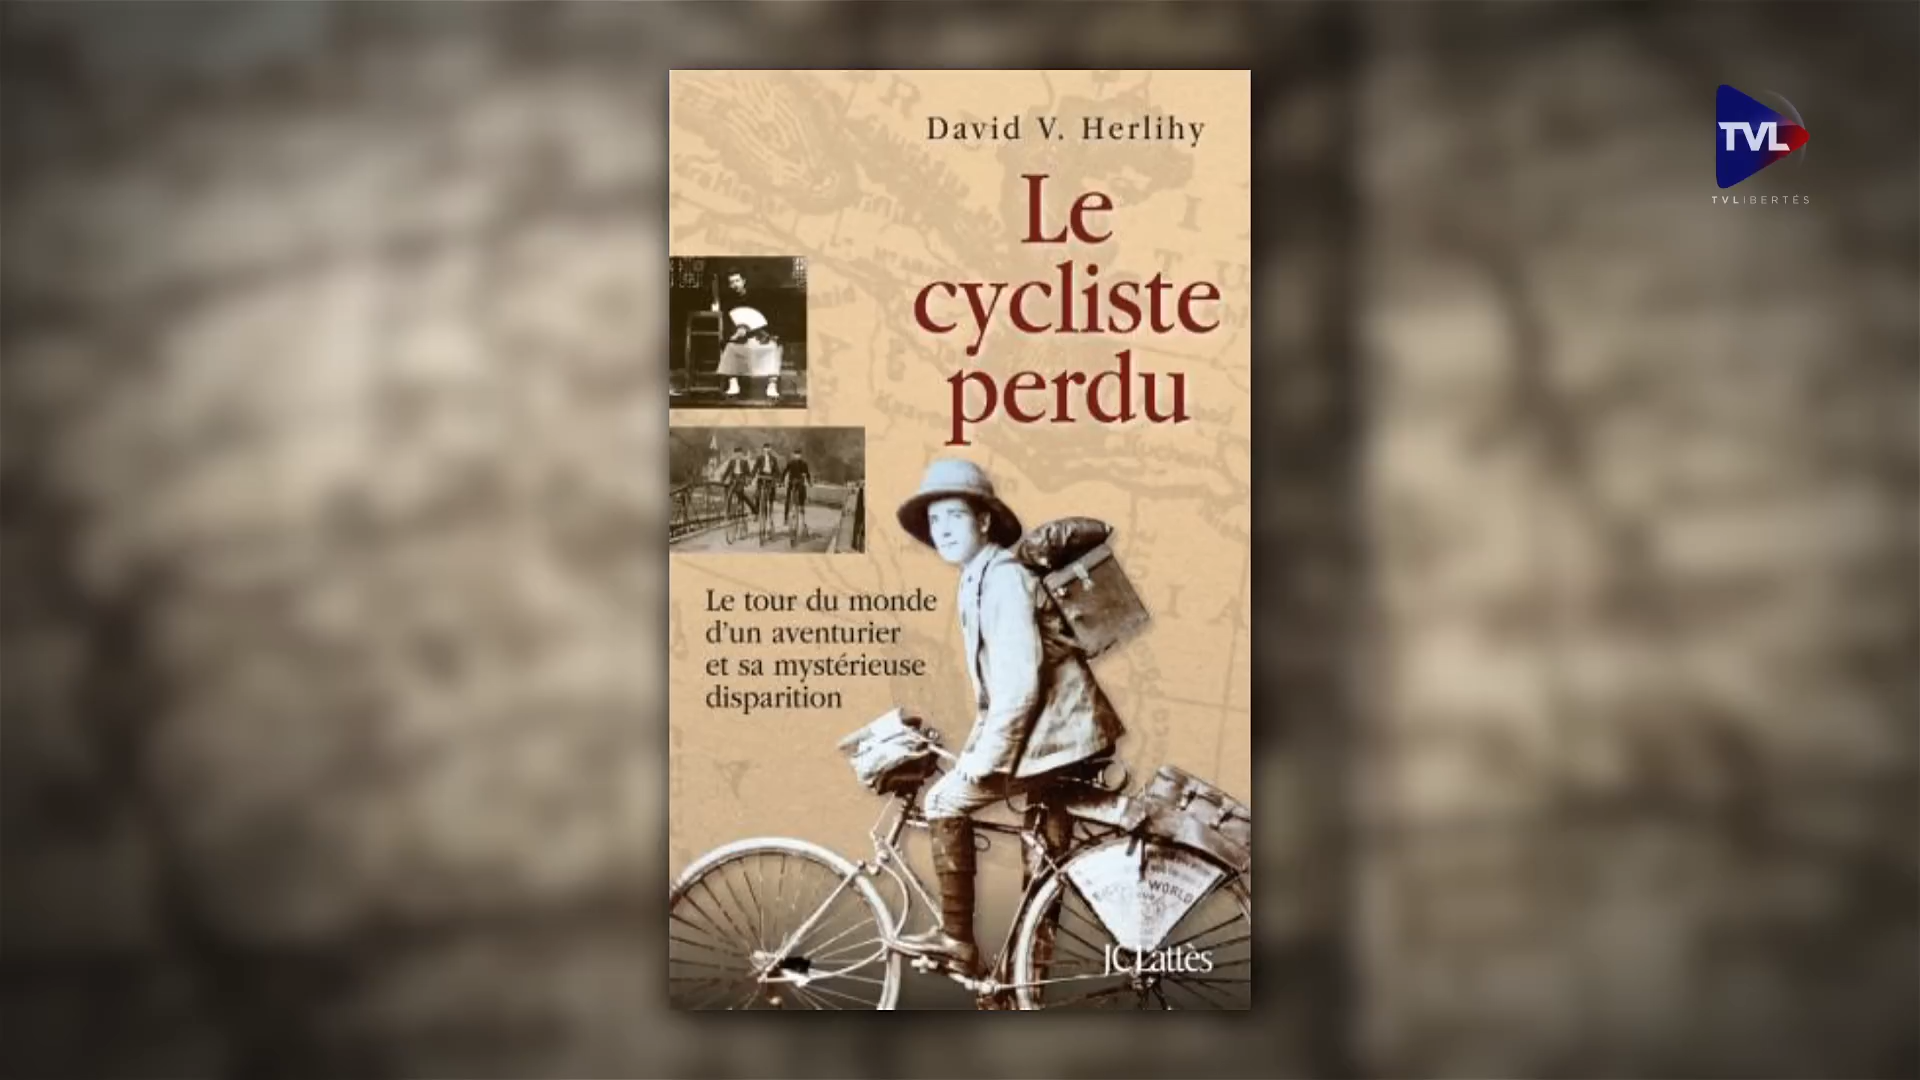 David V. Herlihy
Le
cycliste
perdu
Le tour du monde
d'un aventurier
et sa mystérieuse
disparition
WORLD
JC Lattès
TVL
TVLIBERTÉS